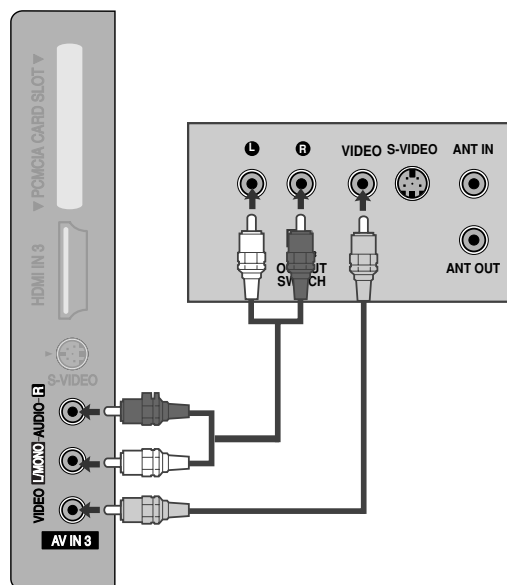 ▼ PCMCIA CARD SLOT ▼
HDMI IN 3
▼
S-VIDEO
VIDEO L/MONO-AUDIO-R
AV IN 3
L R VIDEO S-VIDEO ANT IN
SWITCH
ANT OUT